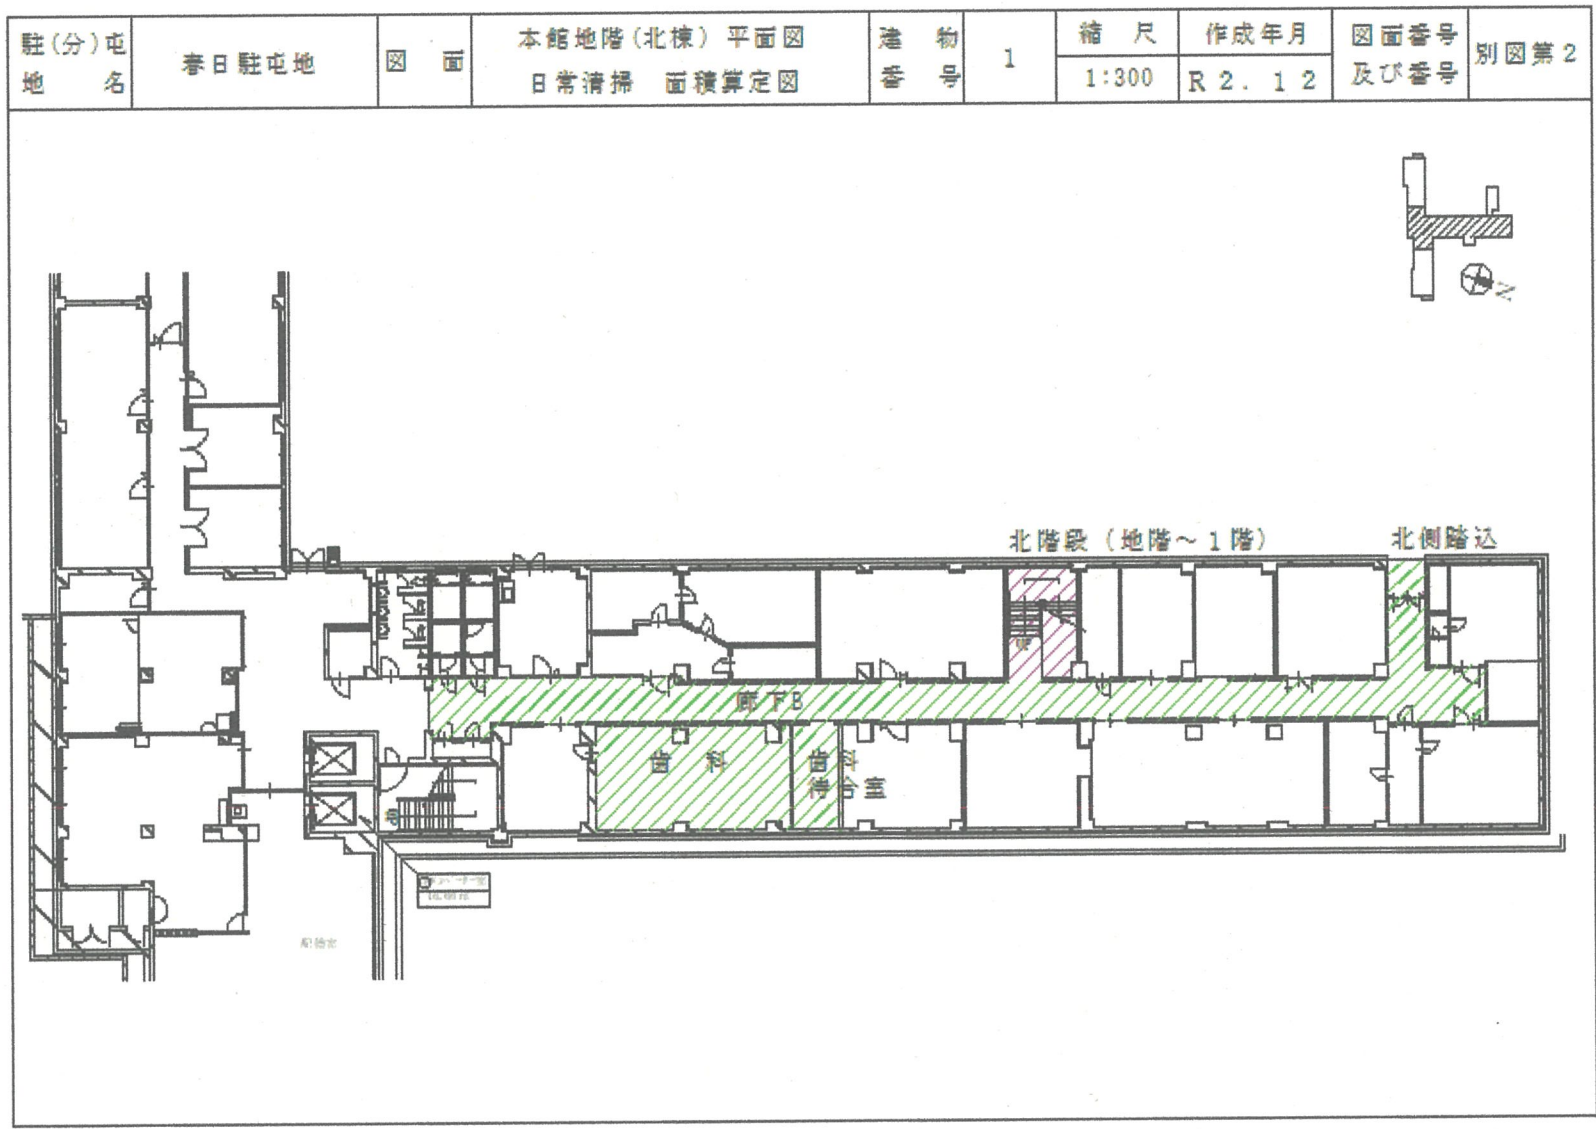 駐(分)屯
地 名
春日駐屯地
図 面
本館地階(北棟) 平面図
日常清掃 面積算定図
建 物
番 号
1
縮 尺
1:300
作成年月
R2.12
図面番号
及び番号
別図第2
N
北階段(地階～1階)
北側踏込
廊下B
歯 科
歯 科
待合室